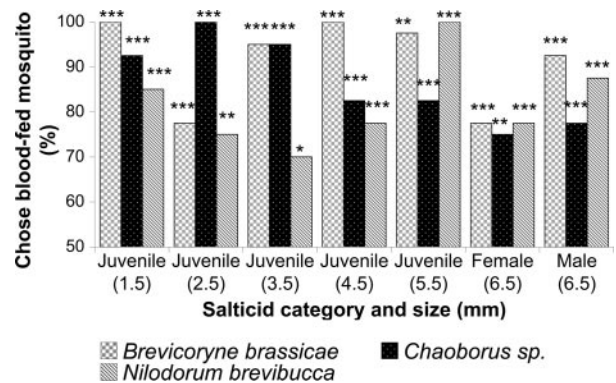 Chose blood-fed mosquito
(%)
100
90
80
70
60
50
*** *** *** *** *** ** *** *** *** * *** *** *** ** *** *** *** ** *** *** *** ***
Juvenile Juvenile Juvenile Juvenile Juvenile Female Male
(1.5) (2.5) (3.5) (4.5) (5.5) (6.5) (6.5)
Salticid category and size (mm)
Brevicoryne brassicae Chaoborus sp.
Nilodorum brevibucca